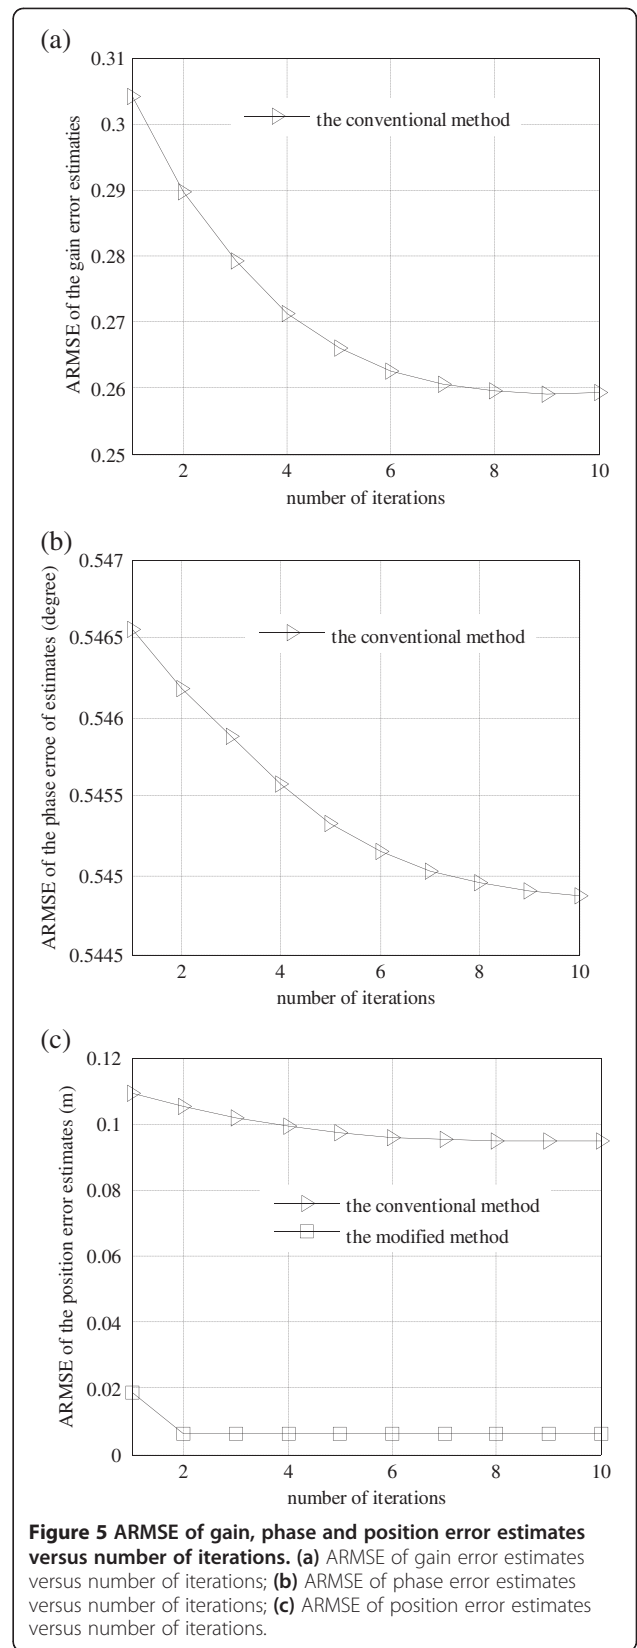 (a)
0.31
0.3
0.29
0.28
0.27
0.26
0.25
ARMSE of the gain error estimaties
the conventional method
2 4 6 8 10
number of iterations
(b)
0.547
0.5465
0.546
0.5455
0.545
0.5445
ARMSE of the phase erroe of estimates (degree)
the conventional method
2 4 6 8 10
number of iterations
(c)
0.12
0.1
0.08
0.06
0.04
0.02
0
ARMSE of the position error estimates (m)
the conventional method
the modified method
2 4 6 8 10
number of iterations
Figure 5 ARMSE of gain, phase and position error estimates
versus number of iterations. (a) ARMSE of gain error estimates
versus number of iterations; (b) ARMSE of phase error estimates
versus number of iterations; (c) ARMSE of position error estimates
versus number of iterations.